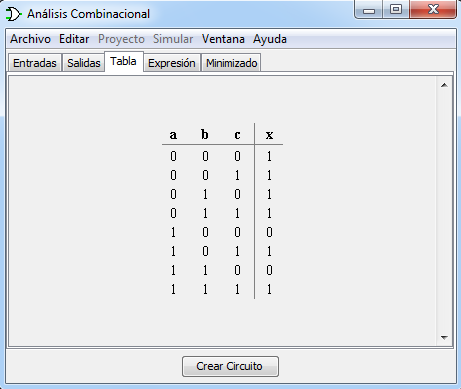 Análisis Combinacional
Archivo Editar Proyecto Simular Ventana Ayuda
Entradas Salidas Tabla Expresión Minimizado
a b c x
0 0 0 1
0 0 1 1
0 1 0 1
0 1 1 1
1 0 0 0
1 0 1 1
1 1 0 0
1 1 1 1
Crear Circuito